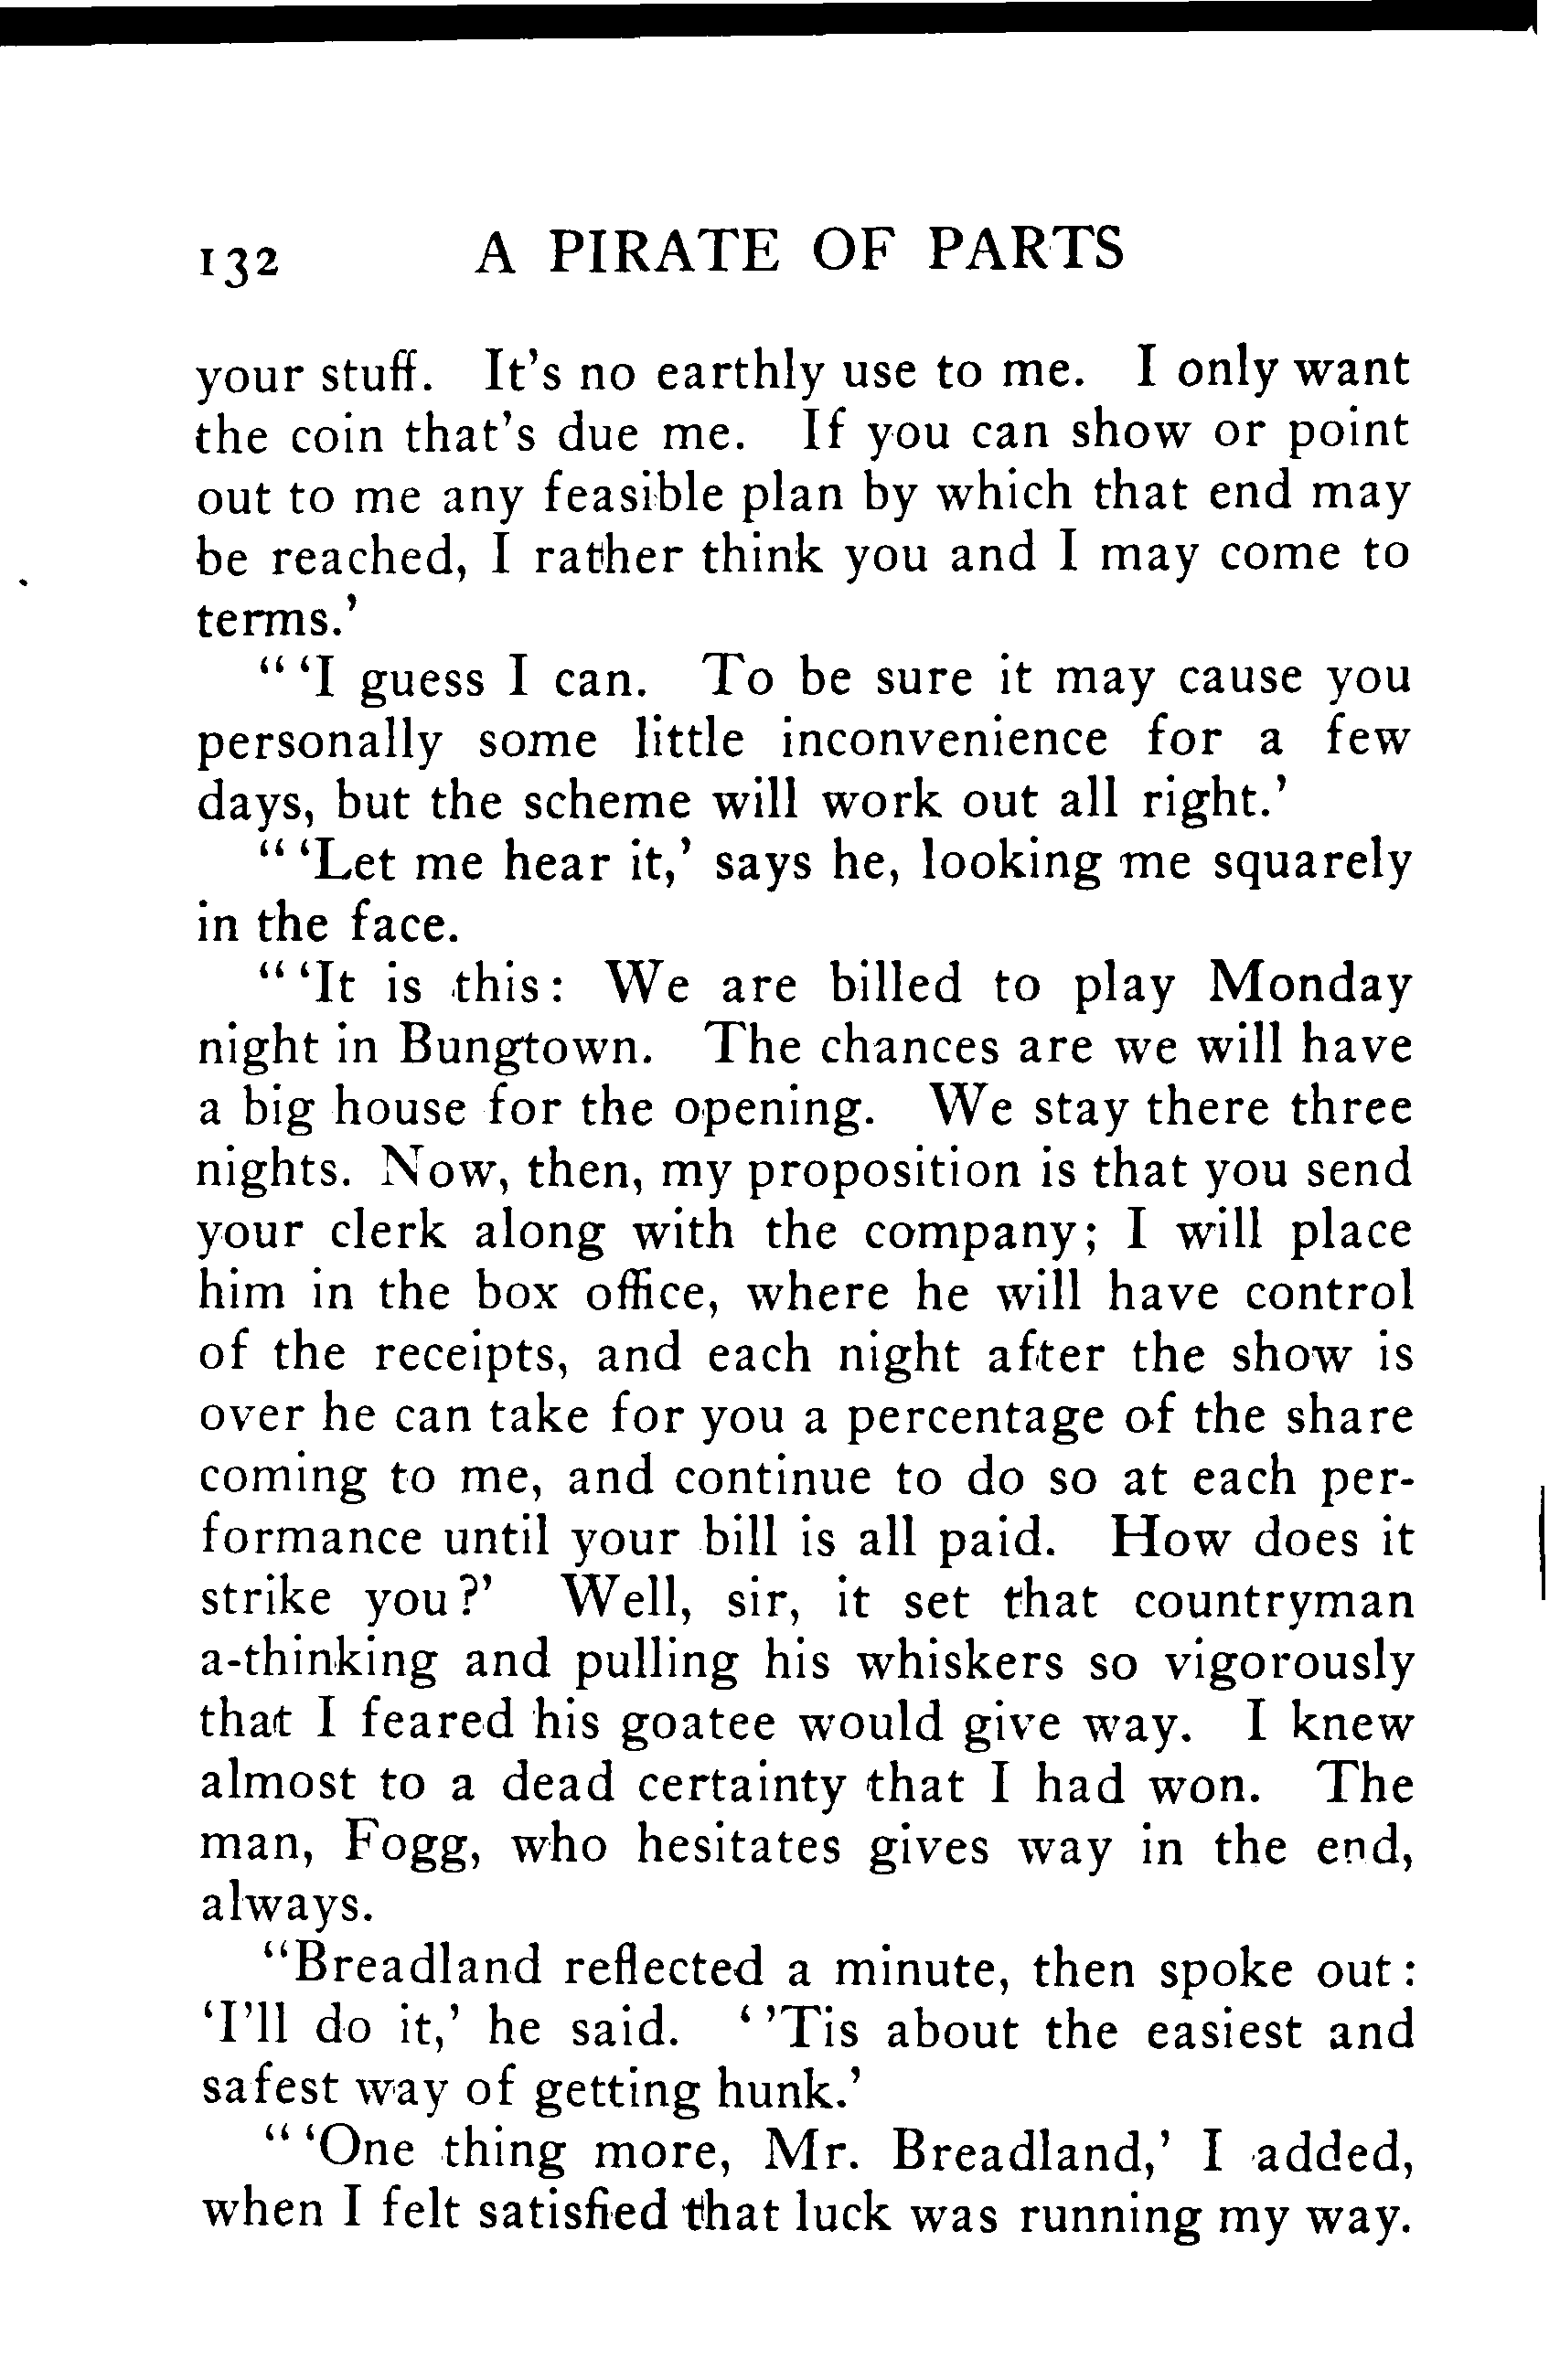 132 A PIRATE OF PARTS
your stuff. It's no earthly use to me. I only want
the coin that's due me. If you can show or point
out to me any feasible plan by which that end may
be reached, I rather think you and I may come to
terms.'
" 'I guess I can. To be sure it may cause you
personally some little inconvenience for a few
days, but the scheme will work out all right.'
" 'Let me hear it,' says he, looking me squarely
in the face.
" 'It is this: We are billed to play Monday
night in Bungtown. The chances are we will have
a big house for the opening. We stay there three
nights. Now, then, my proposition is that you send
your clerk along with the company; I will place
him in the box office, where he will have control
of the receipts, and each night after the show is
over he can take for you a percentage of the share
coming to me, and continue to do so at each per-
formance until your bill is all paid. How does it
strike you?' Well, sir, it set that countryman
a-thinking and pulling his whiskers so vigorously
that I feared his goatee would give way. I knew
almost to a dead certainty that I had won. The
man, Fogg, who hesitates gives way in the end,
always.
"Breadland reflected a minute, then spoke out:
'I'll do it,' he said. ' 'Tis about the easiest and
safest way of getting hunk.'
" 'One thing more, Mr. Breadland,' I added,
when I felt satisfied that luck was running my way.